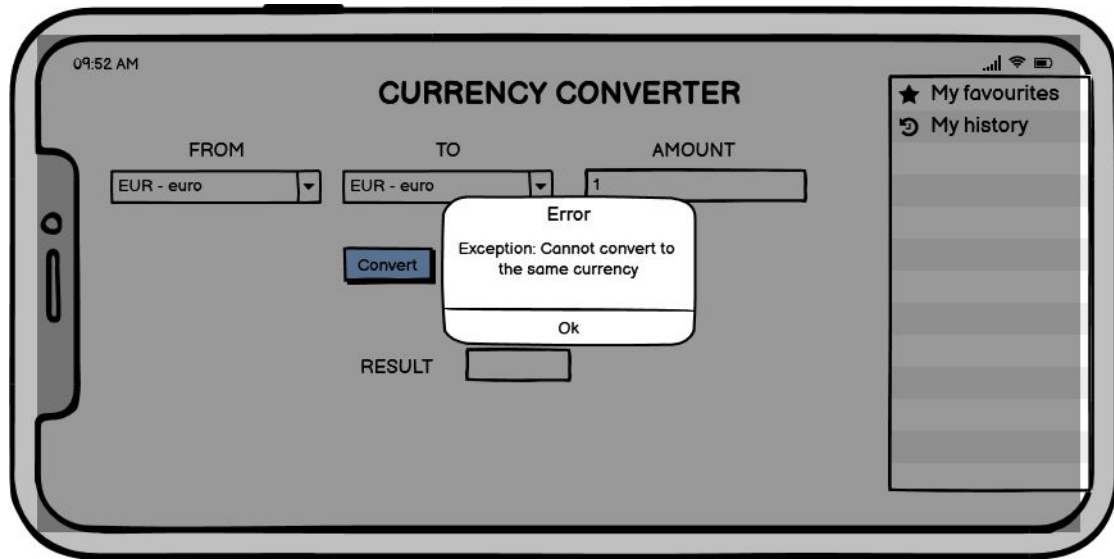 09:52 AM
CURRENCY CONVERTER
My favourites
My history
FROM
TO
AMOUNT
EUR - euro
EUR - euro
1
Error
Exception: Cannot convert to
the same currency
Convert
Ok
RESULT